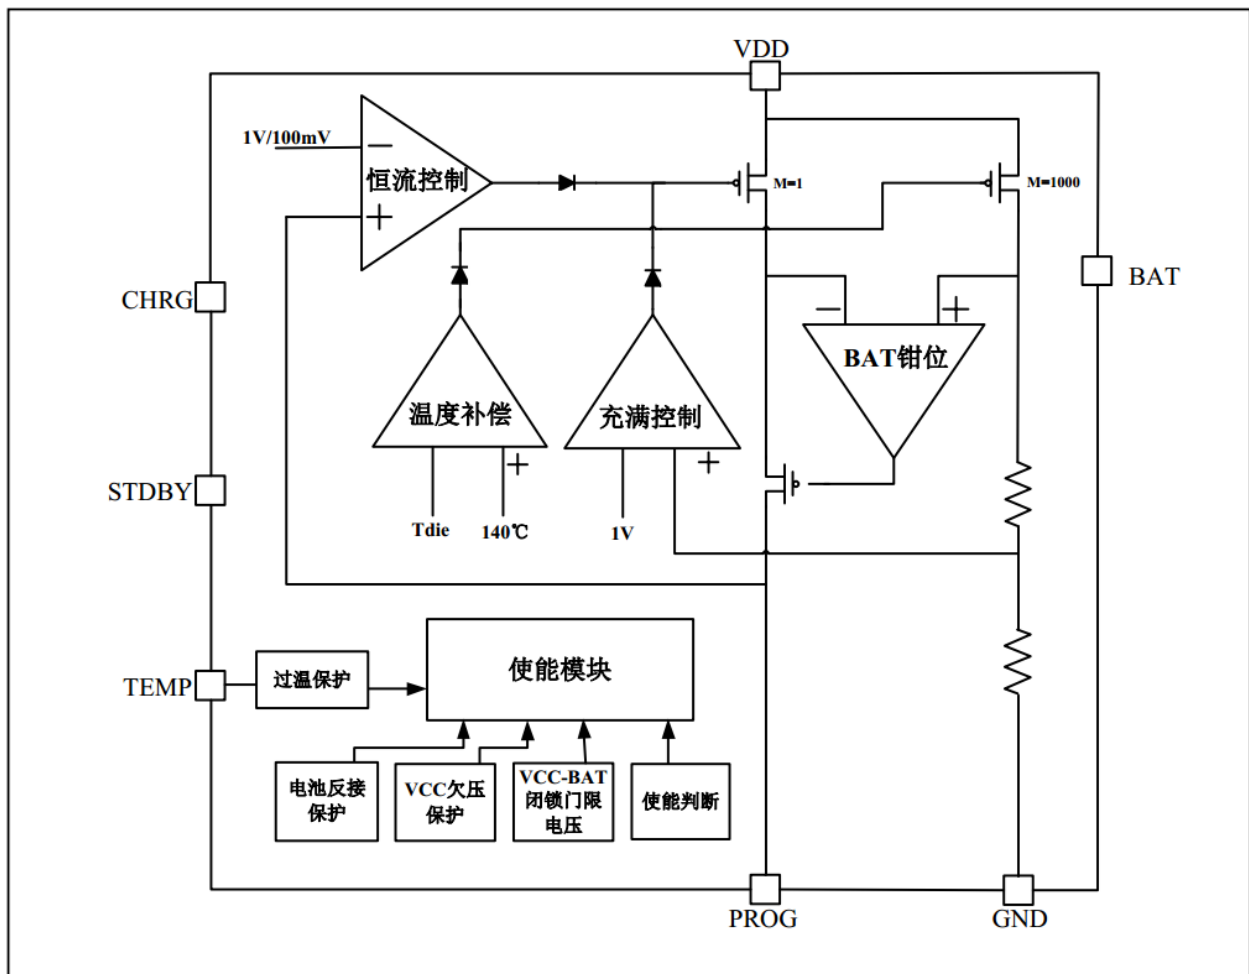 VDD
1V/100mV
恒流控制
M=1
M=1000
CHRG
BAT
BAT钳位
温度补偿
充满控制
STDBY
Tdie
140℃
1V
TEMP
过温保护
使能模块
电池反接
保护
VCC欠压
保护
VCC-BAT
闭锁门限
电压
使能判断
PROG
GND